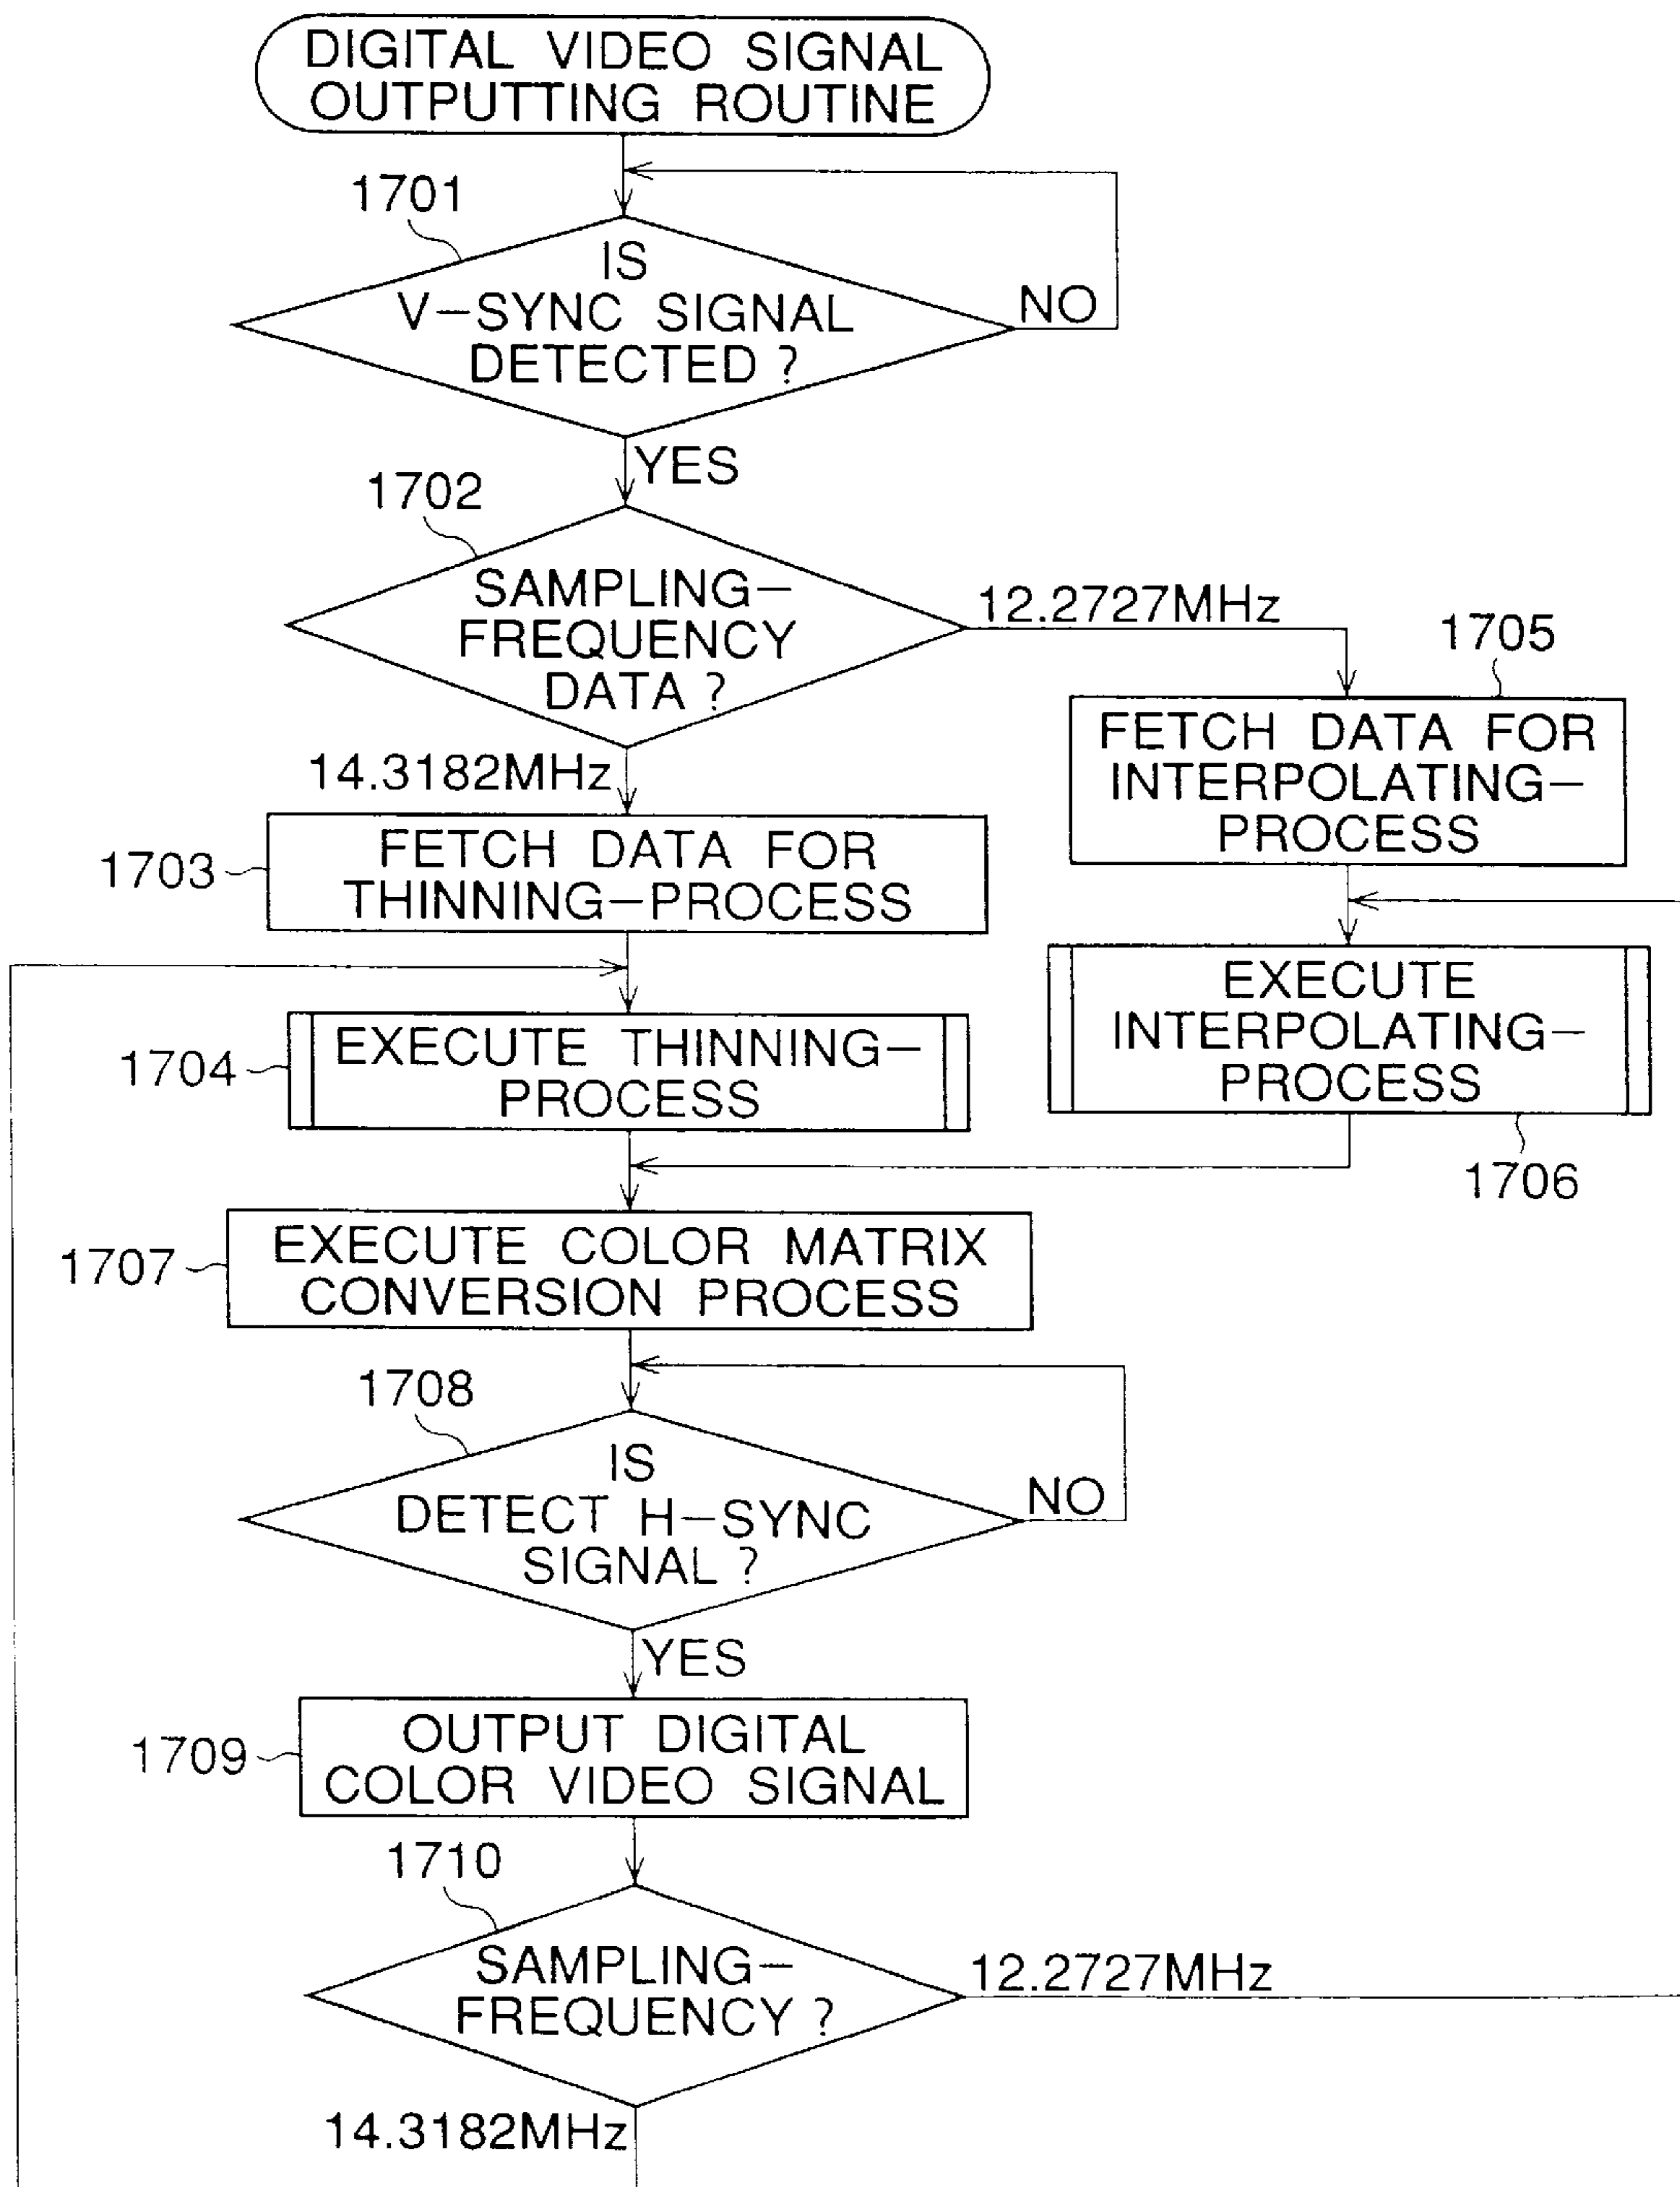 DIGITAL VIDEO SIGNAL
OUTPUTTING ROUTINE
1701
IS
V-SYNC SIGNAL
DETECTED ?
NO
YES
1702
SAMPLING-
FREQUENCY
DATA ?
12.2727MHz
14.3182MHz
1705
FETCH DATA FOR
INTERPOLATING-
PROCESS
1703
FETCH DATA FOR
THINNING-PROCESS
EXECUTE
INTERPOLATING-
PROCESS
1706
1704
EXECUTE THINNING-
PROCESS
1707
EXECUTE COLOR MATRIX
CONVERSION PROCESS
1708
IS
DETECT H-SYNC
SIGNAL ?
NO
YES
1709
OUTPUT DIGITAL
COLOR VIDEO SIGNAL
1710
SAMPLING-
FREQUENCY ?
12.2727MHz
14.3182MHz